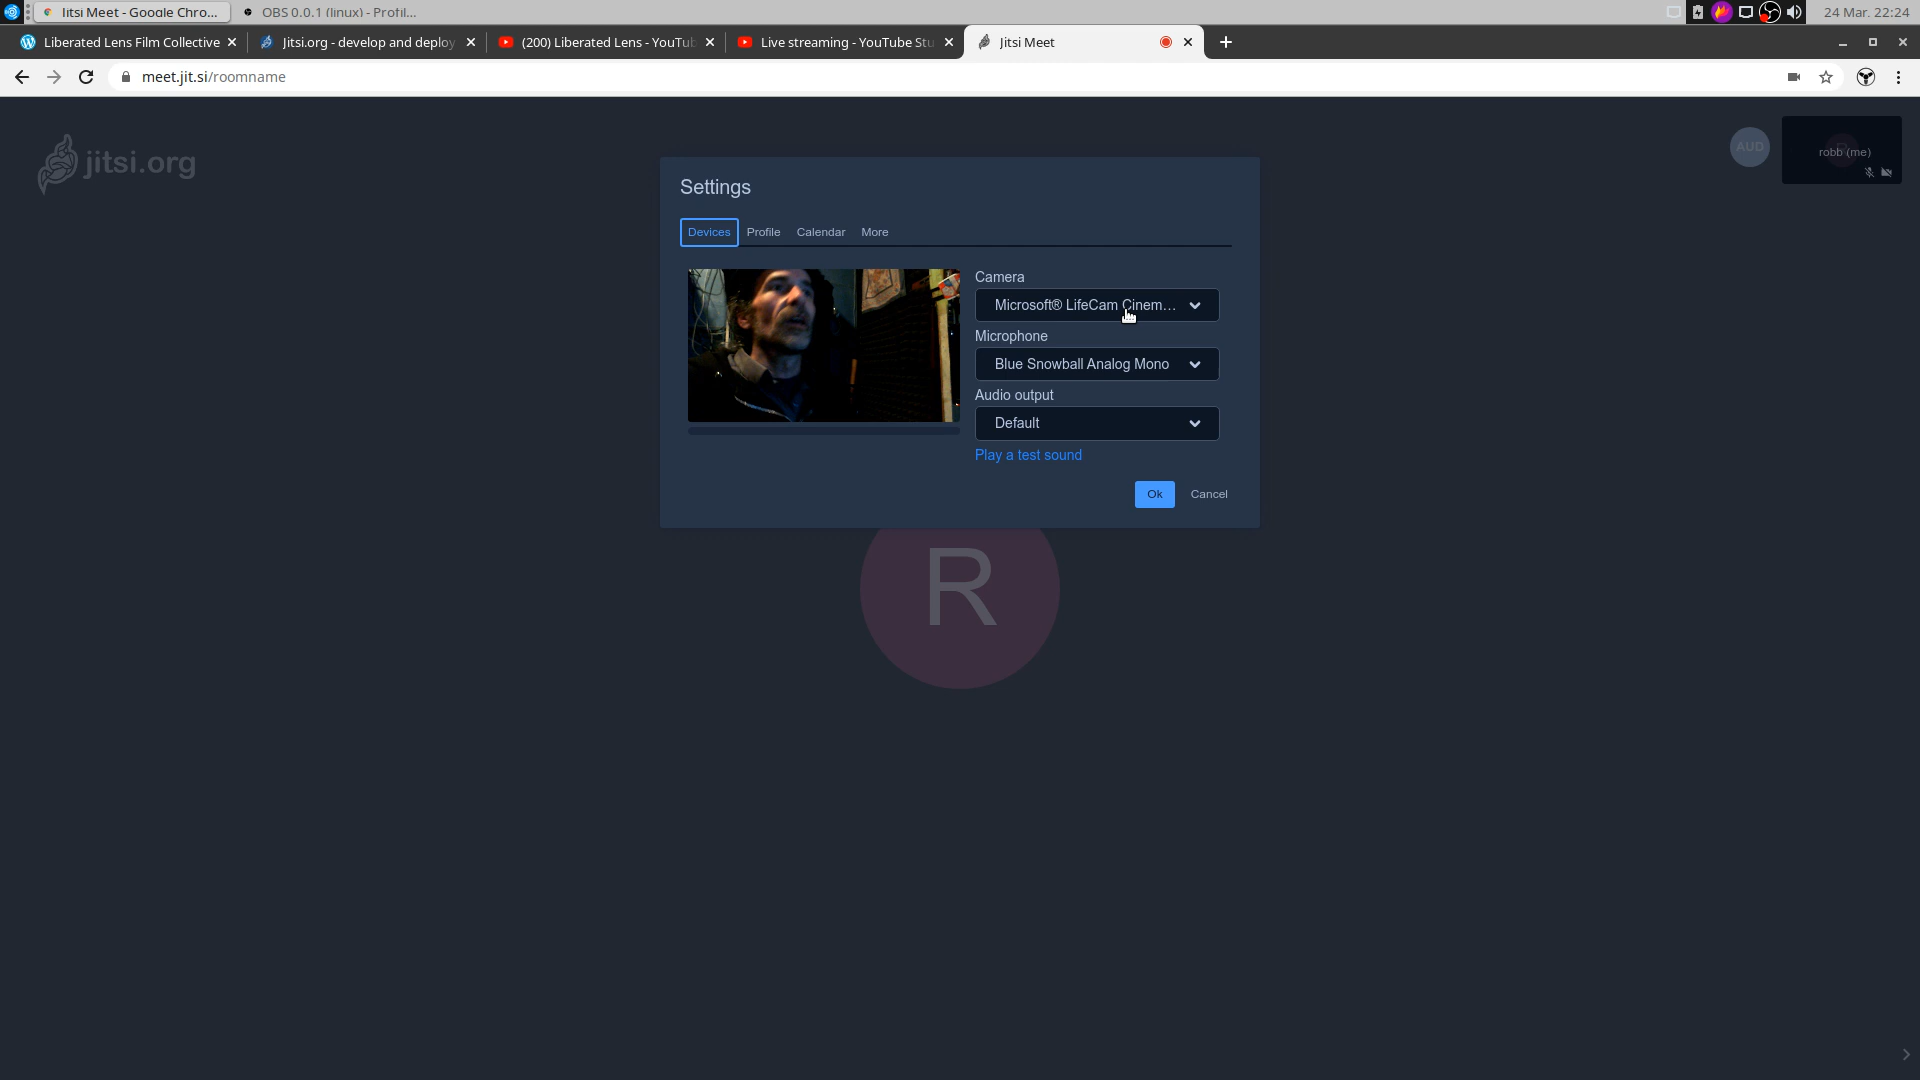 Jitsi Meet - Google Chro...
OBS 0.0.1 (linux) - Profil...
24 Mar. 22:24
Liberated Lens Film Collective
Jitsi.org - develop and deploy
(200) Liberated Lens - YouTub
Live streaming - YouTube Stu
Jitsi Meet
meet.jit.si/roomname
jitsi.org
AUD
robb (me)
Settings
Devices
Profile
Calendar
More
Camera
Microsoft® LifeCam Cinem...
Microphone
Blue Snowball Analog Mono
Audio output
Default
Play a test sound
Ok
Cancel
R